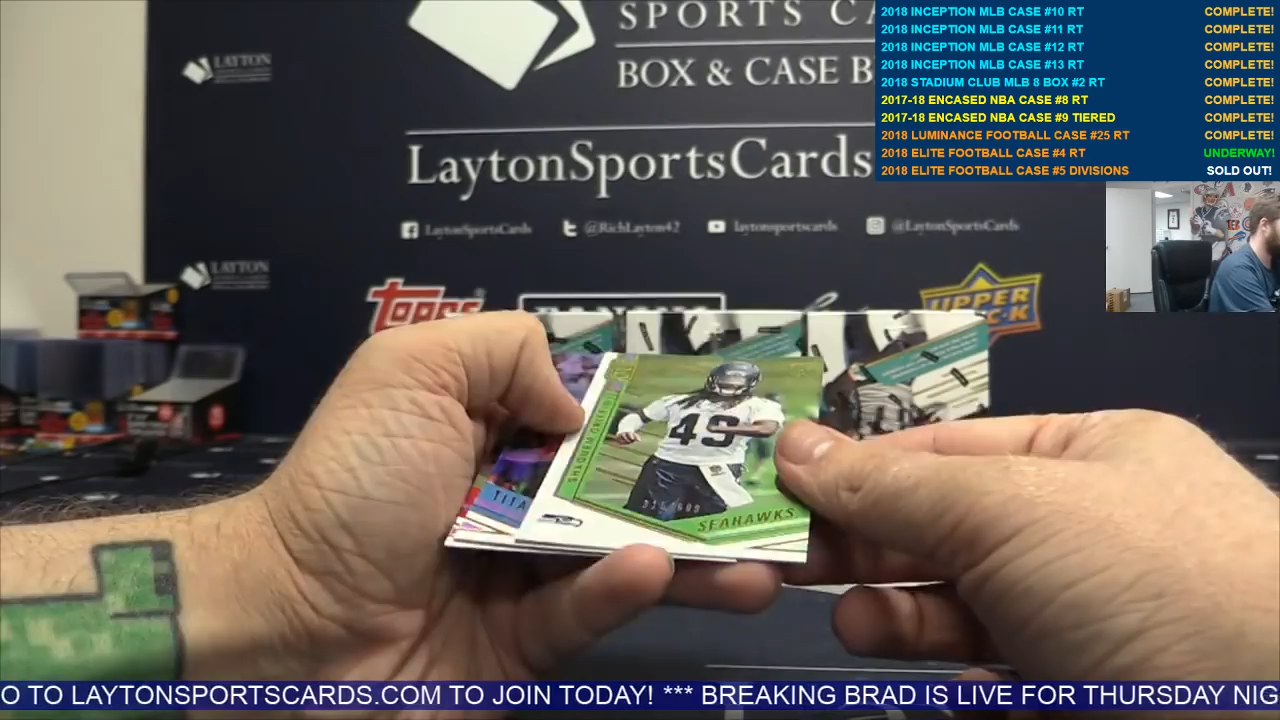 2018 INCEPTION MLB CASE #10 RT COMPLETE!
2018 INCEPTION MLB CASE #11 RT COMPLETE!
2018 INCEPTION MLB CASE #12 RT COMPLETE!
2018 INCEPTION MLB CASE #13 RT COMPLETE!
2018 STADIUM CLUB MLB 8 BOX #2 RT COMPLETE!
2017-18 ENCASED NBA CASE #8 RT COMPLETE!
2017-18 ENCASED NBA CASE #9 TIERED COMPLETE!
2018 LUMINANCE FOOTBALL CASE #25 RT COMPLETE!
2018 ELITE FOOTBALL CASE #4 RT UNDERWAY!
2018 ELITE FOOTBALL CASE #5 DIVISIONS SOLD OUT!
SPORTS CA
BOX & CASE B
LAYTON
LaytonSportsCards
LaytonSportsCards @RichLayton42 laytonsportscards @LaytonSportsCards
LAYTON
TOPPS
UPPER
SHAQUEM GRIFFIN
49
SEAHAWKS
TITA
O TO LAYTONSPORTSCARDS.COM TO JOIN TODAY! *** BREAKING BRAD IS LIVE FOR THURSDAY NIG